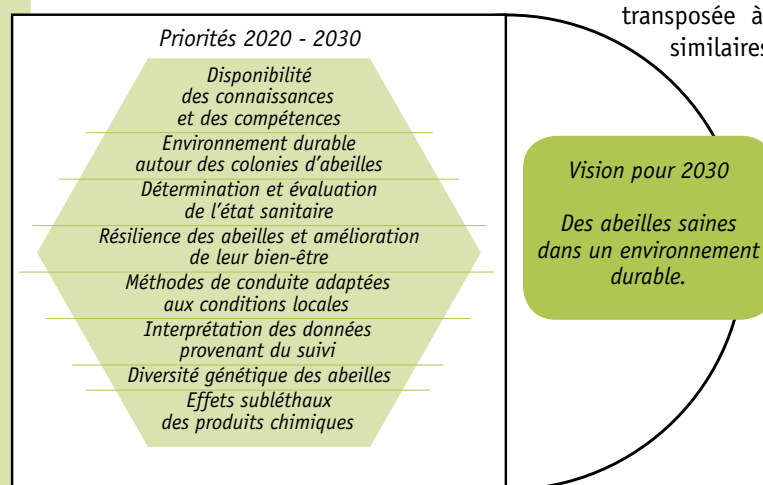 transposée à
similaires
Priorités 2020 - 2030
Disponibilité
des connaissances
et des compétences
Environnement durable
autour des colonies d'abeilles
Détermination et évaluation
de l'état sanitaire
Résilience des abeilles et amélioration
de leur bien-être
Méthodes de conduite adaptées
aux conditions locales
Interprétation des données
provenant du suivi
Diversité génétique des abeilles
Effets subléthaux
des produits chimiques
Vision pour 2030
Des abeilles saines
dans un environnement
durable.